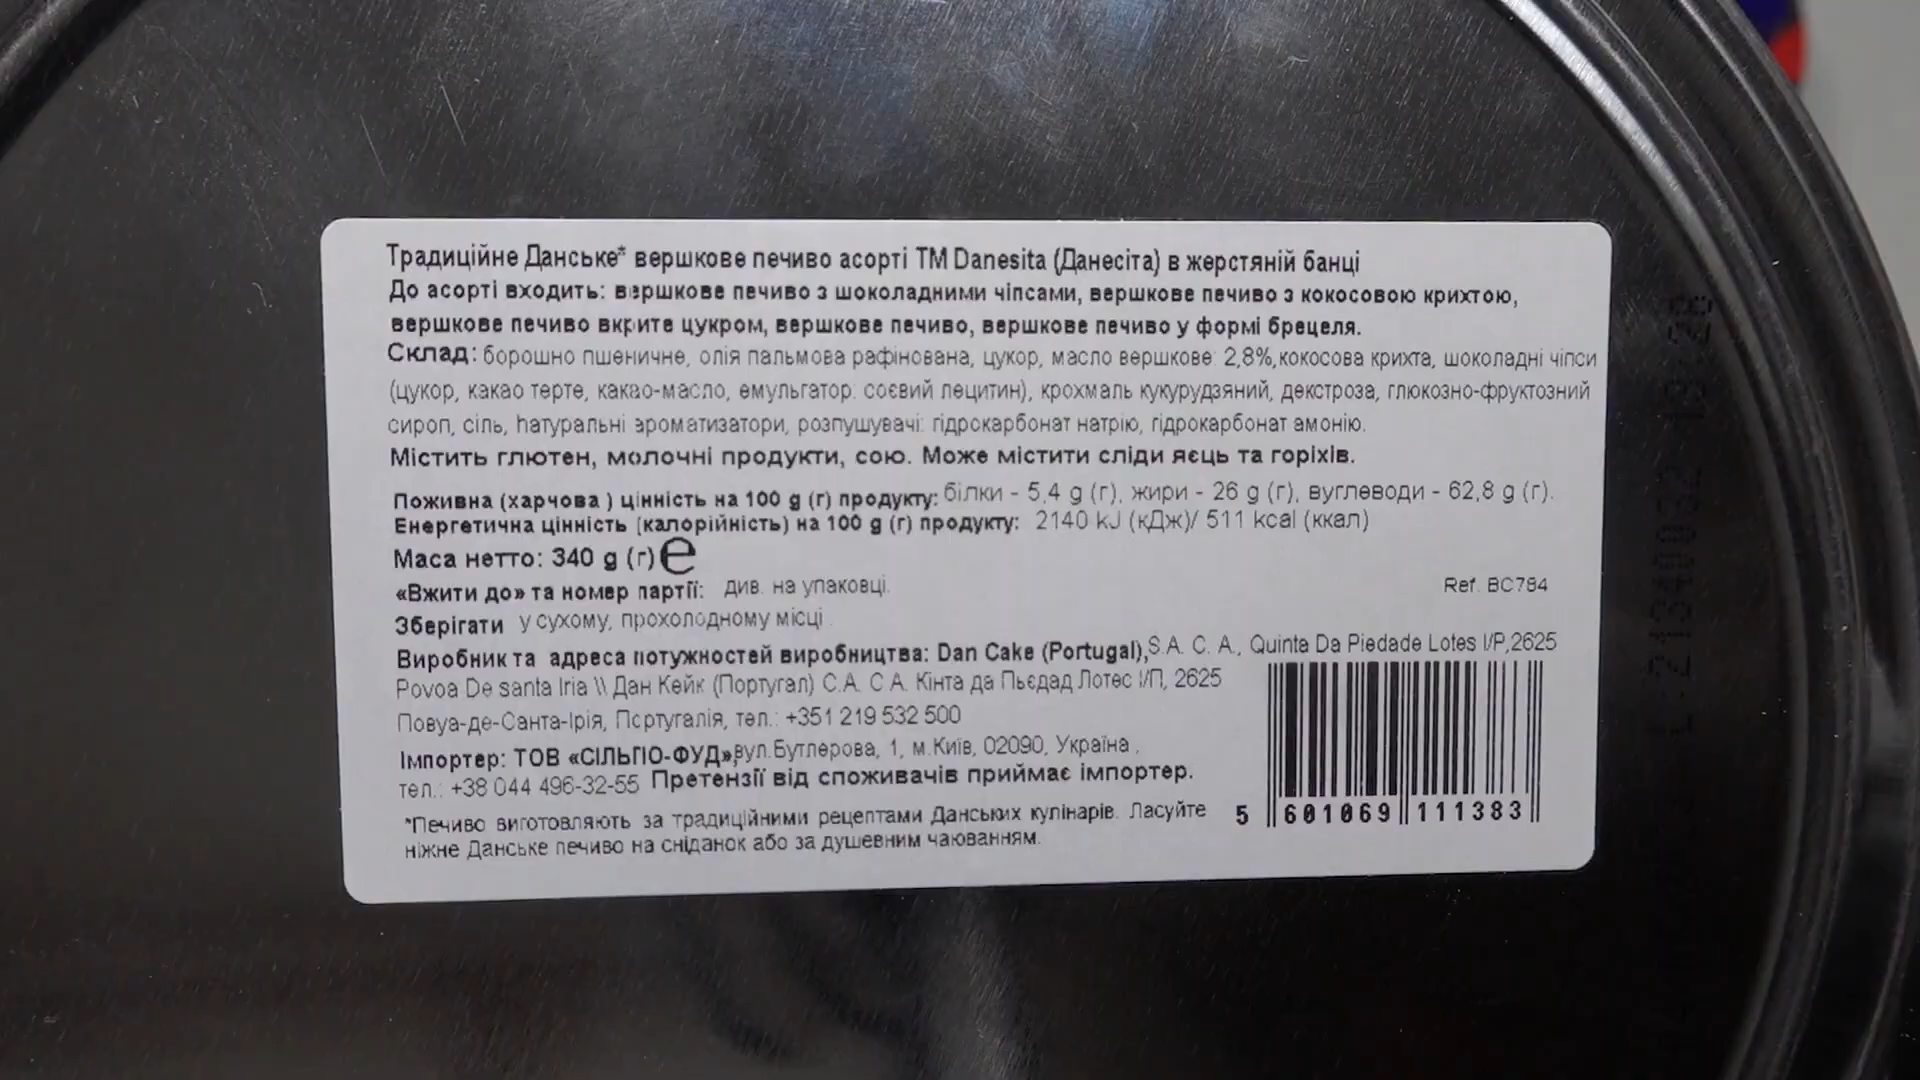 Традиційне Данське* вершкове печиво асорті ТМ Danesita (Данесіта) в жерстяній банці
До асорті входить: вершкове печиво з шоколадними чіпсами, вершкове печиво з кокосовою крихтою,
вершкове печиво вкрите цукром, вершкове печиво, вершкове печиво у формі брецеля.
Склад: борошно пшеничне, олія пальмова рафінована, цукор, масло вершкове 2,8%, кокосова крихта, шоколадні чіпси
(цукор, какао терте, какао-масло, емульгатор: соєвий лецитин), крохмаль кукурудзяний, декстроза, глюкозно-фруктозний
сироп, сіль, натуральні ароматизатори, розпушувачі: гідрокарбонат натрію, гідрокарбонат амонію.
Містить глютен, молочні продукти, сою. Може містити сліди яєць та горіхів.
Поживна (харчова ) цінність на 100 g (г) продукту: білки - 5,4 g (г), жири - 26 g (г), вуглеводи - 62,8 g (г).
Енергетична цінність (калорійність) на 100 g (г) продукту: 2140 kJ (кДж)/ 511 kcal (ккал)
Маса нетто: 340 g (г) e
«Вжити до» та номер партії: див. на упаковці.
Ref. BC784
Зберігати у сухому, прохолодному місці.
Виробник та адреса потужностей виробництва: Dan Cake (Portugal), S.A. C. A., Quinta Da Piedade Lotes I/P,2625
Povoa De santa Iria \\ Дан Кейк (Португал) С.А. С А. Кінта да Пьєдад Лотес І/П, 2625
Повуа-де-Санта-Ірія, Португалія, тел.: +351 219 532 500
Імпортер: ТОВ «СІЛЬПО-ФУД», вул.Бутлерова, 1, м.Київ, 02090, Україна,
тел.: +38 044 496-32-55 Претензії від споживачів приймає імпортер.
*Печиво виготовляють за традиційними рецептами Данських кулінарів. Ласуйте
ніжне Данське печиво на сніданок або за душевним чаюванням.
5 601069 111383